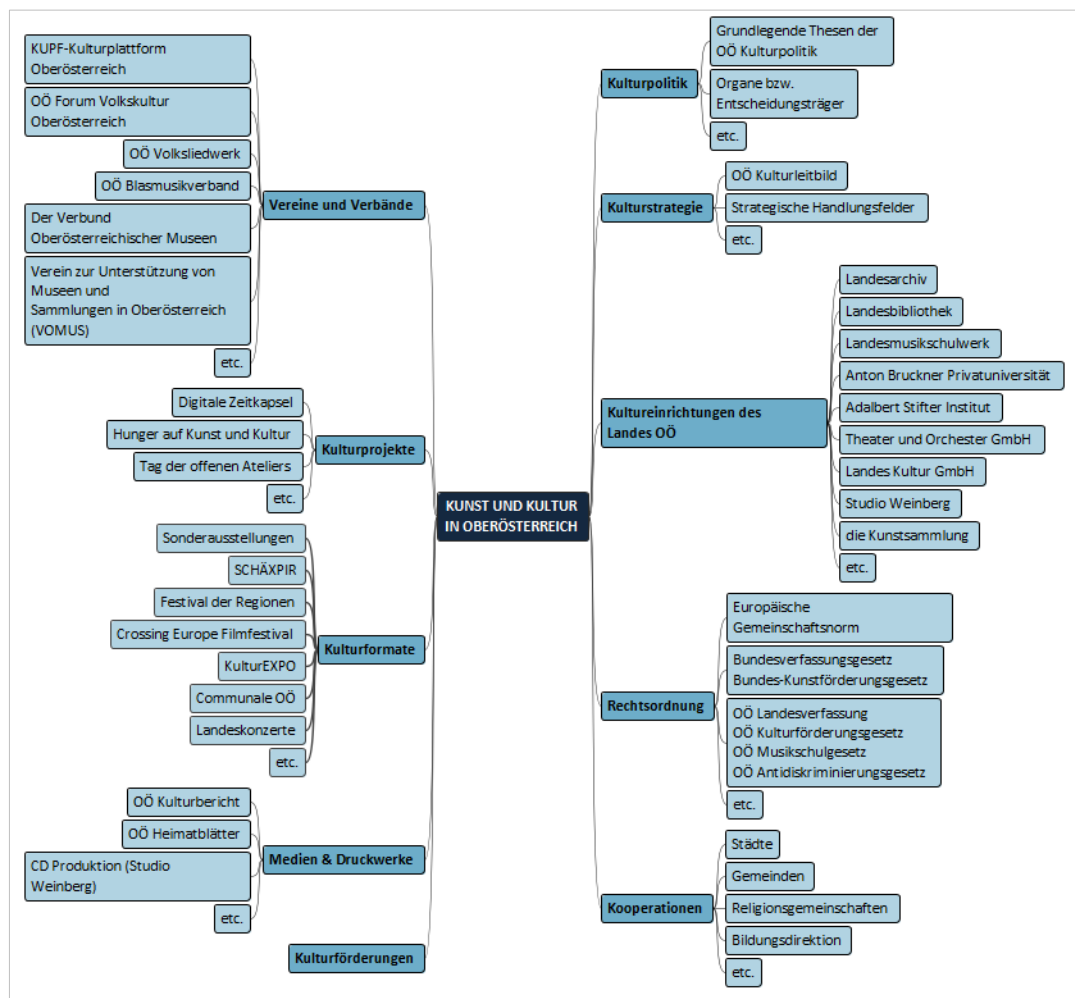 KUNST UND KULTUR
IN OBERÖSTERREICH
Vereine und Verbände
KUPF-Kulturplattform
Oberösterreich
OÖ Forum Volkskultur
Oberösterreich
OÖ Volksliedwerk
OÖ Blasmusikverband
Der Verbund
Oberösterreichischer Museen
Verein zur Unterstützung von
Museen und
Sammlungen in Oberösterreich
(VOMUS)
etc.
Kulturprojekte
Digitale Zeitkapsel
Hunger auf Kunst und Kultur
Tag der offenen Ateliers
etc.
Kulturformate
Sonderausstellungen
SCHÄXPIR
Festival der Regionen
Crossing Europe Filmfestival
KulturEXPO
Communale OÖ
Landeskonzerte
etc.
Medien & Druckwerke
OÖ Kulturbericht
OÖ Heimatblätter
CD Produktion (Studio
Weinberg)
etc.
Kulturförderungen
Kulturpolitik
Grundlegende Thesen der
OÖ Kulturpolitik
Organe bzw.
Entscheidungsträger
etc.
Kulturstrategie
OÖ Kulturleitbild
Strategische Handlungsfelder
etc.
Kultureinrichtungen des
Landes OÖ
Landesarchiv
Landesbibliothek
Landesmusikschulwerk
Anton Bruckner Privatuniversität
Adalbert Stifter Institut
Theater und Orchester GmbH
Landes Kultur GmbH
Studio Weinberg
die Kunstsammlung
etc.
Rechtsordnung
Europäische
Gemeinschaftsnorm
Bundesverfassungsgesetz
Bundes-Kunstförderungsgesetz
OÖ Landesverfassung
OÖ Kulturförderungsgesetz
OÖ Musikschulgesetz
OÖ Antidiskriminierungsgesetz
etc.
Kooperationen
Städte
Gemeinden
Religionsgemeinschaften
Bildungsdirektion
etc.